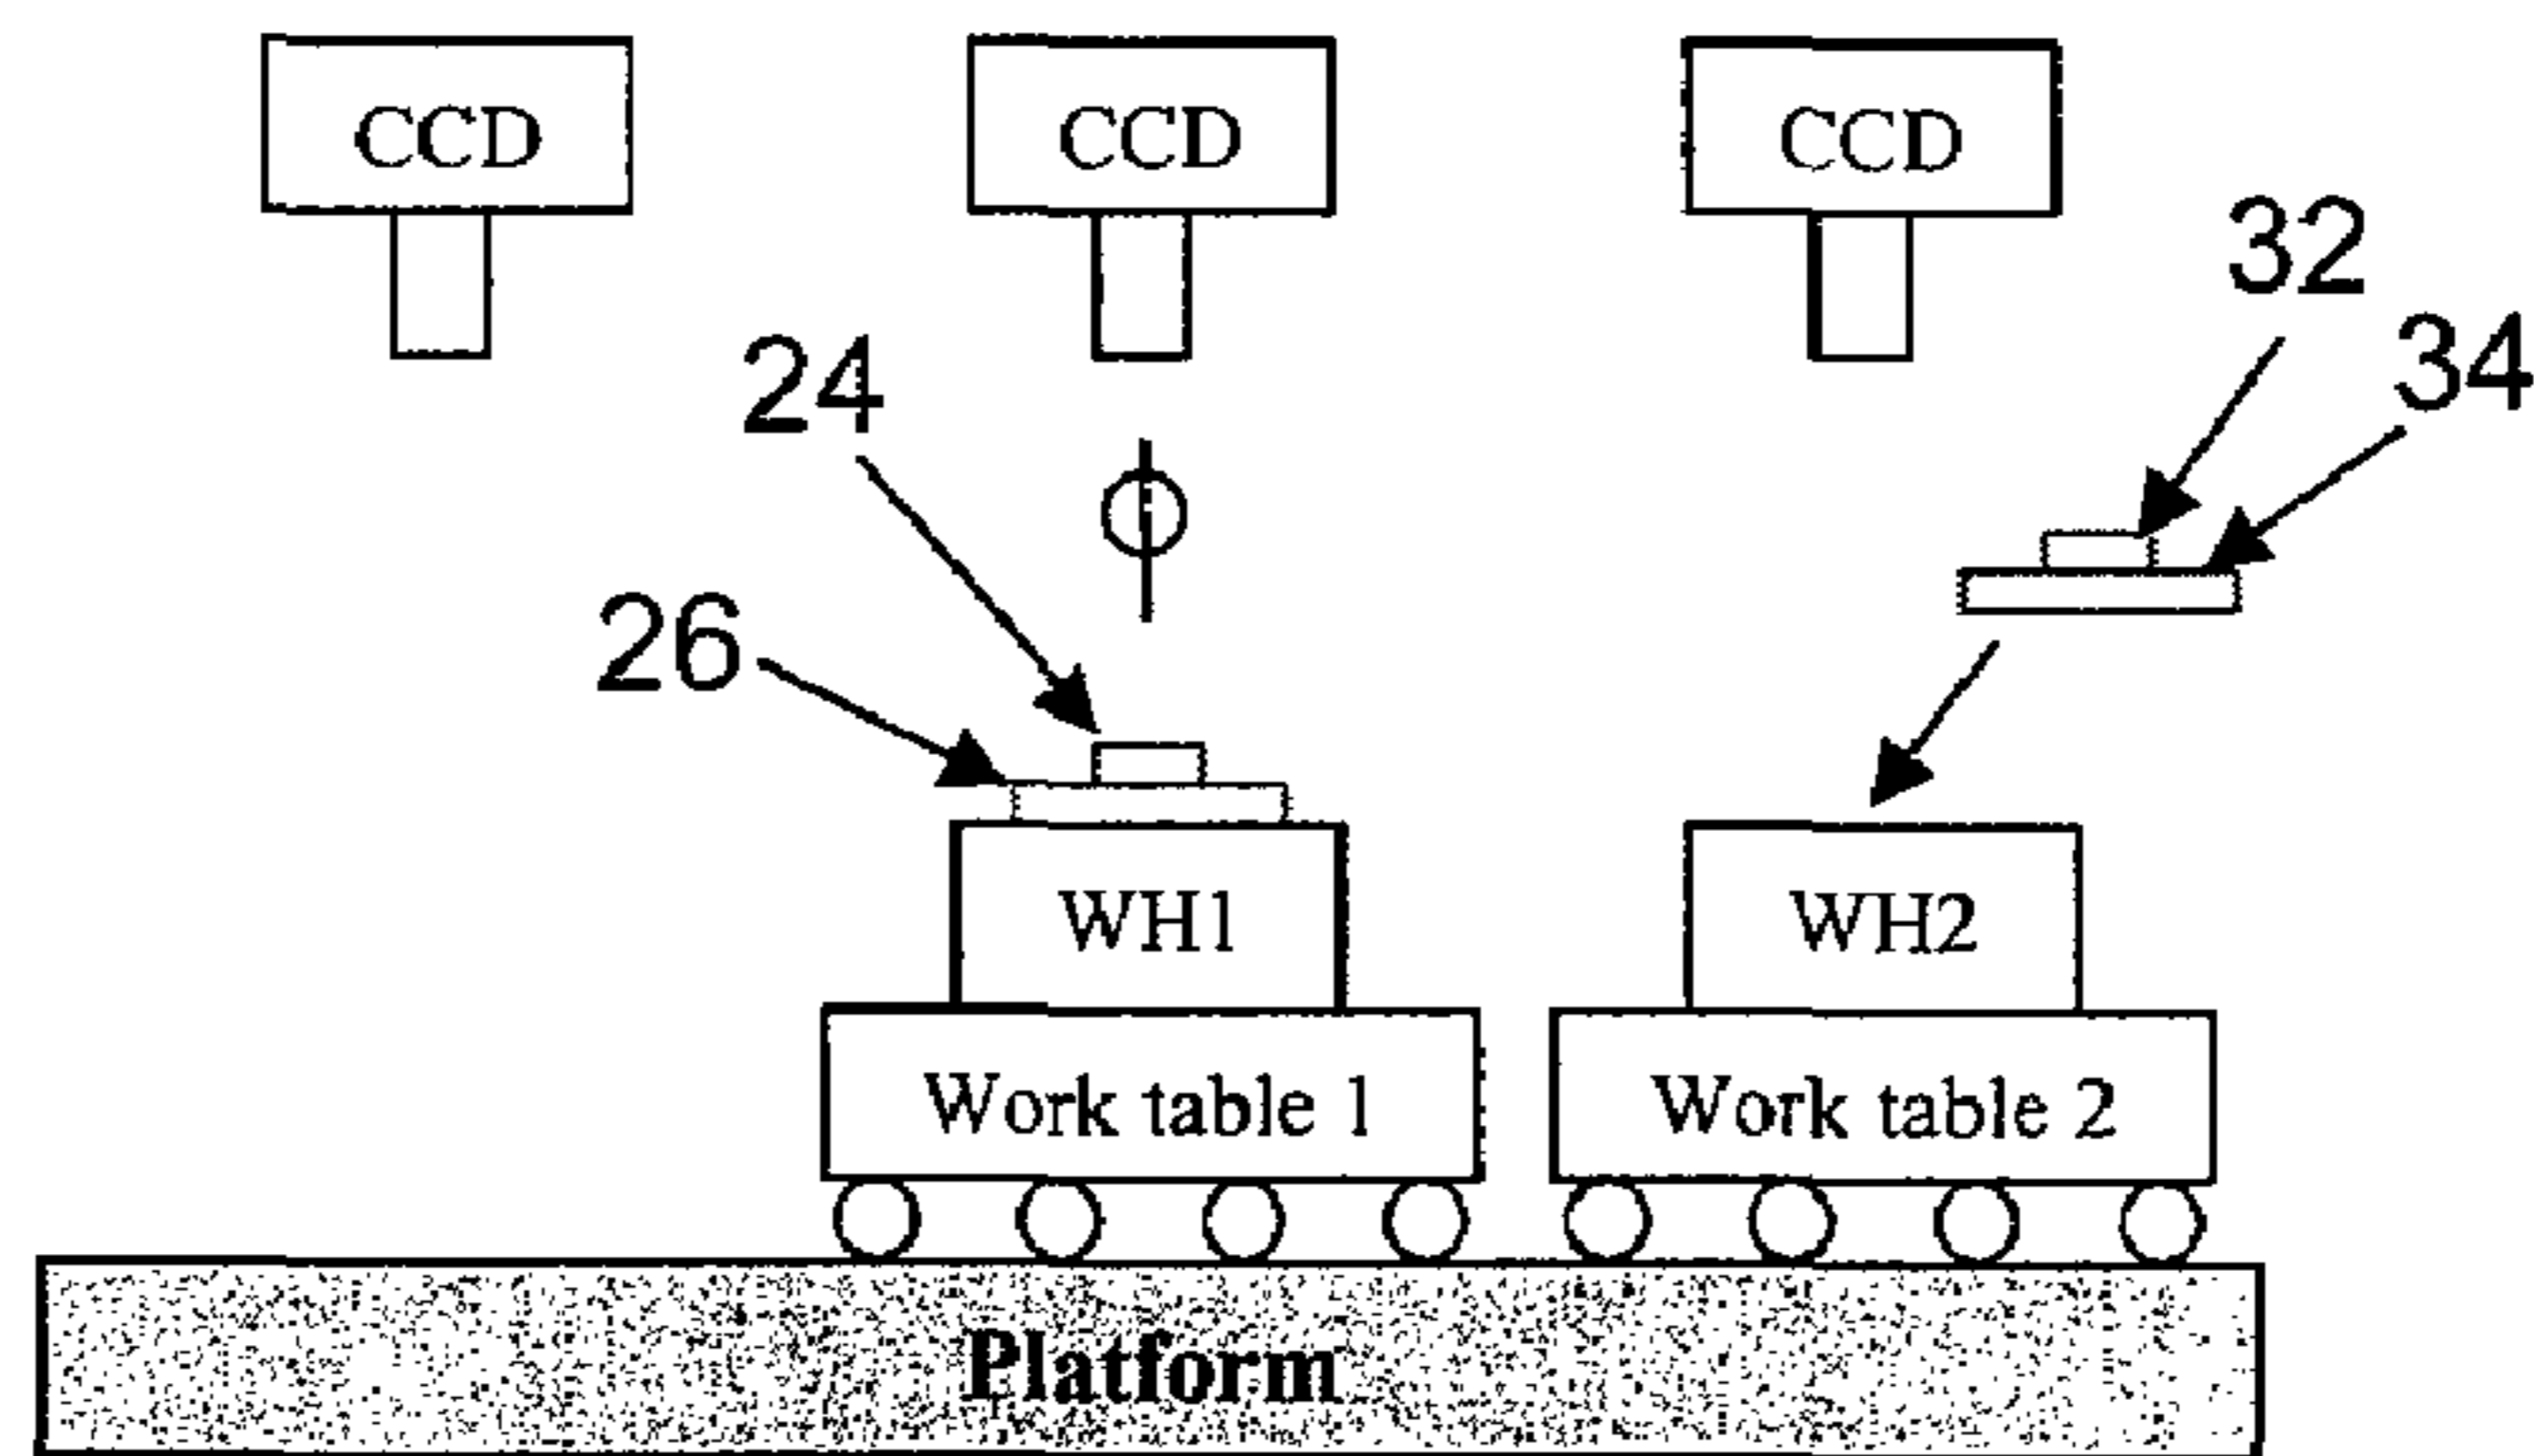 CCD CCD CCD
32
34
24
26
WH1 WH2
Work table 1 Work table 2
Platform